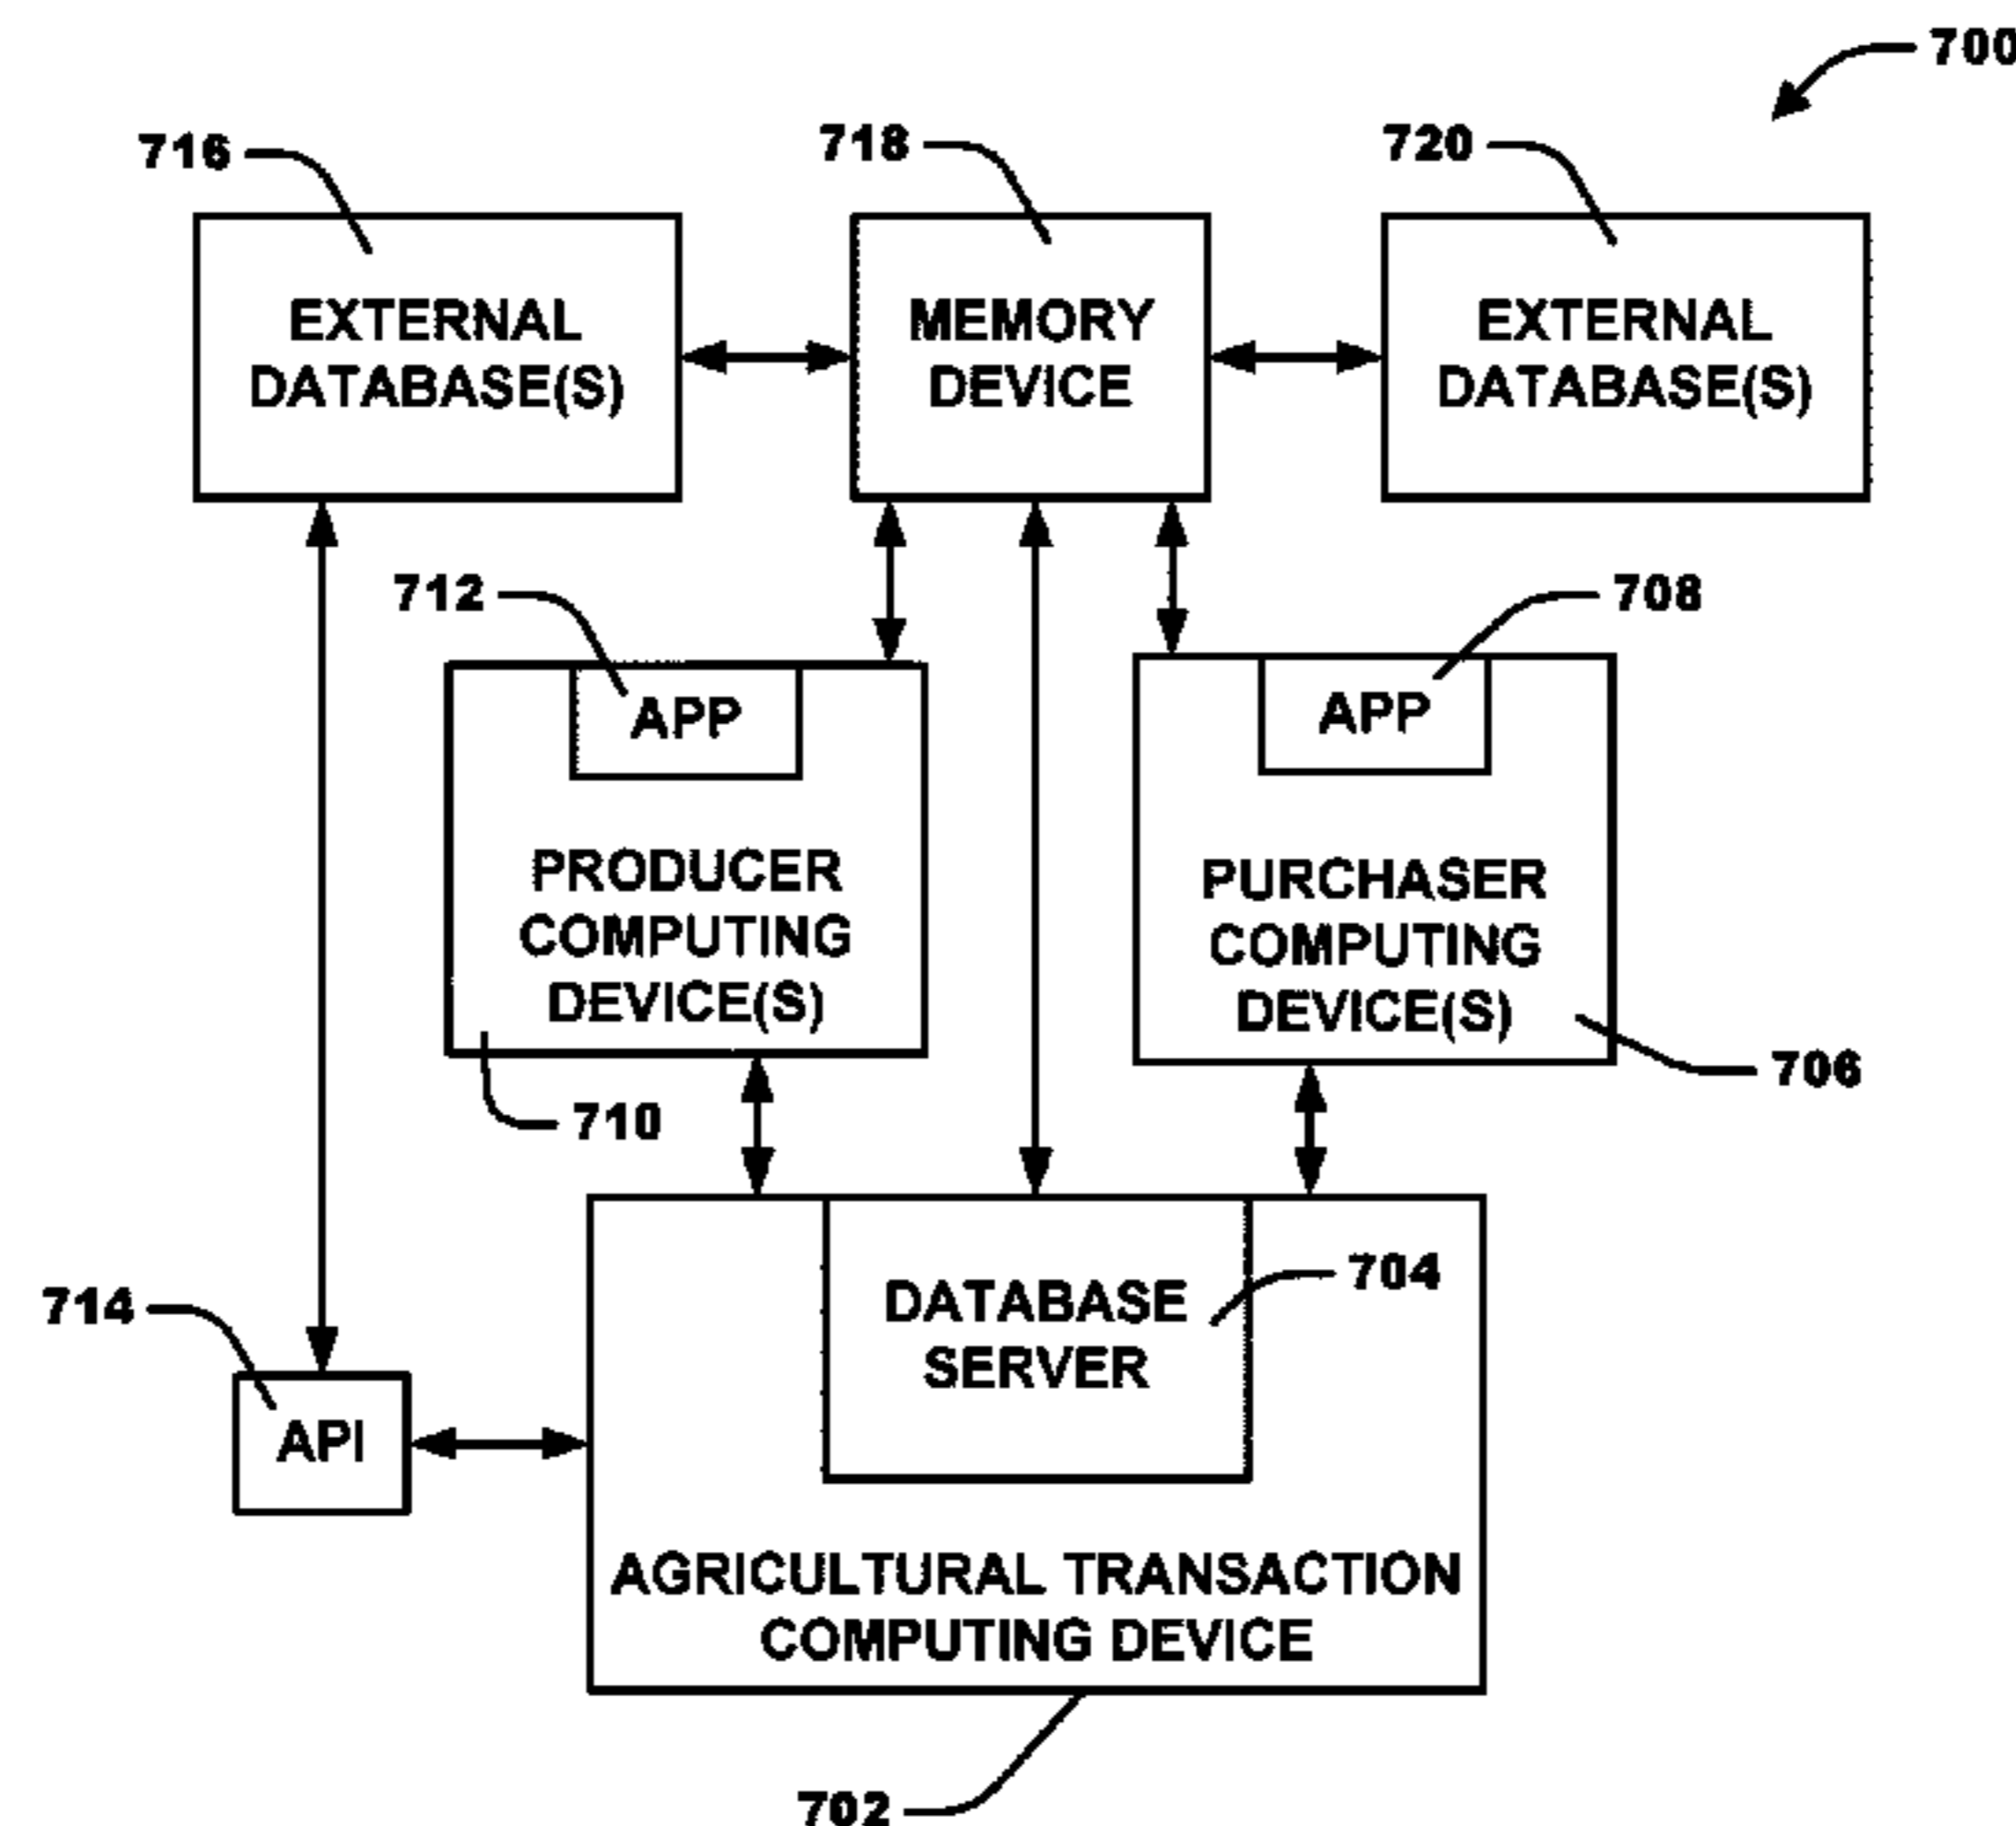 700
716
718
720
EXTERNAL
DATABASE(S)
MEMORY
DEVICE
EXTERNAL
DATABASE(S)
712
708
APP
APP
PRODUCER
COMPUTING
DEVICE(S)
PURCHASER
COMPUTING
DEVICE(S)
706
710
704
DATABASE
SERVER
714
API
AGRICULTURAL TRANSACTION
COMPUTING DEVICE
702